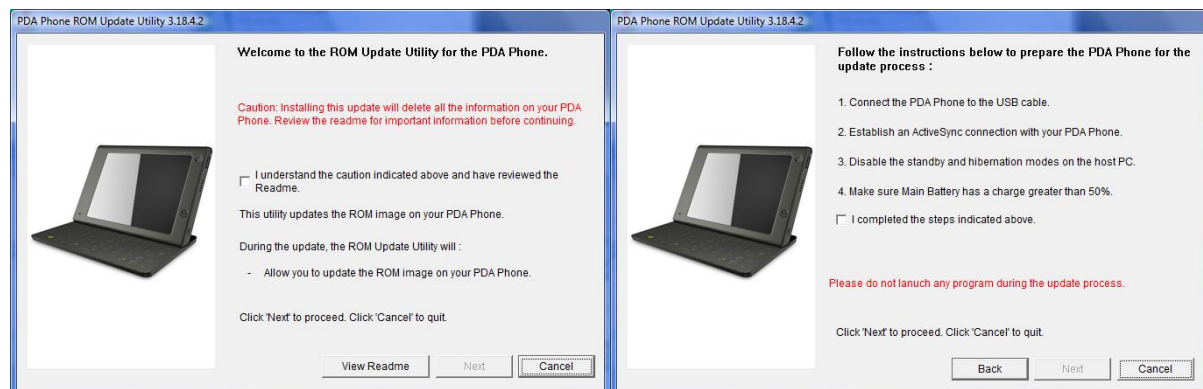 PDA Phone ROM Update Utility 3.18.4.2
Welcome to the ROM Update Utility for the PDA Phone.
Caution: Installing this update will delete all the information on your PDA
Phone. Review the readme for important information before continuing.
I understand the caution indicated above and have reviewed the
Readme.
This utility updates the ROM image on your PDA Phone.
During the update, the ROM Update Utility will :
- Allow you to update the ROM image on your PDA Phone.
Click 'Next' to proceed. Click 'Cancel' to quit.
View Readme
Next
Cancel
PDA Phone ROM Update Utility 3.18.4.2
Follow the instructions below to prepare the PDA Phone for the
update process :
1. Connect the PDA Phone to the USB cable.
2. Establish an ActiveSync connection with your PDA Phone.
3. Disable the standby and hibernation modes on the host PC.
4. Make sure Main Battery has a charge greater than 50%.
I completed the steps indicated above.
Please do not lanuch any program during the update process.
Click 'Next' to proceed. Click 'Cancel' to quit.
Back
Next
Cancel